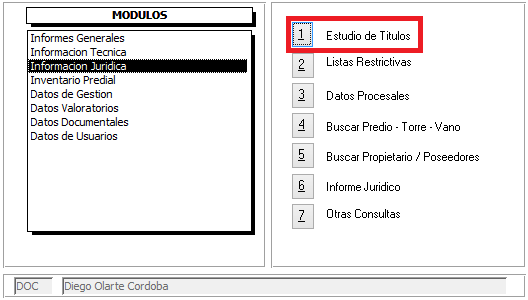 MODULOS
Informes Generales
Informacion Tecnica
Informacion Juridica
Inventario Predial
Datos de Gestion
Datos Valoratorios
Datos Documentales
Datos de Usuarios
1 Estudio de Titulos
2 Listas Restrictivas
3 Datos Procesales
4 Buscar Predio - Torre - Vano
5 Buscar Propietario / Poseedores
6 Informe Juridico
7 Otras Consultas
DOC Diego Olarte Cordoba